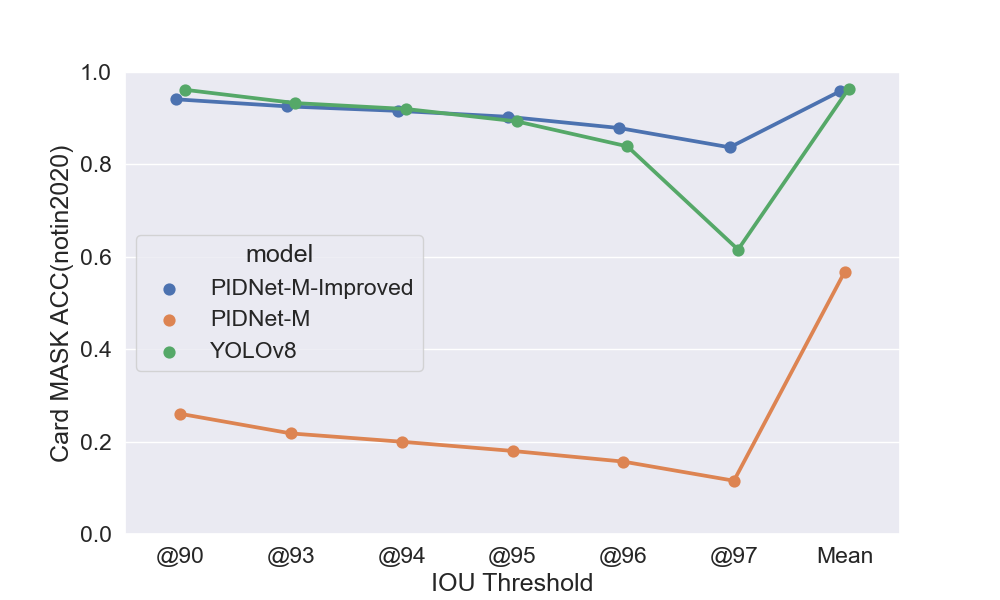 1.0
0.8
0.6
0.4
0.2
0.0
Card MASK ACC(notin2020)
model
PIDNet-M-Improved
PIDNet-M
YOLOv8
@90 @93 @94 @95 @96 @97 Mean
IOU Threshold